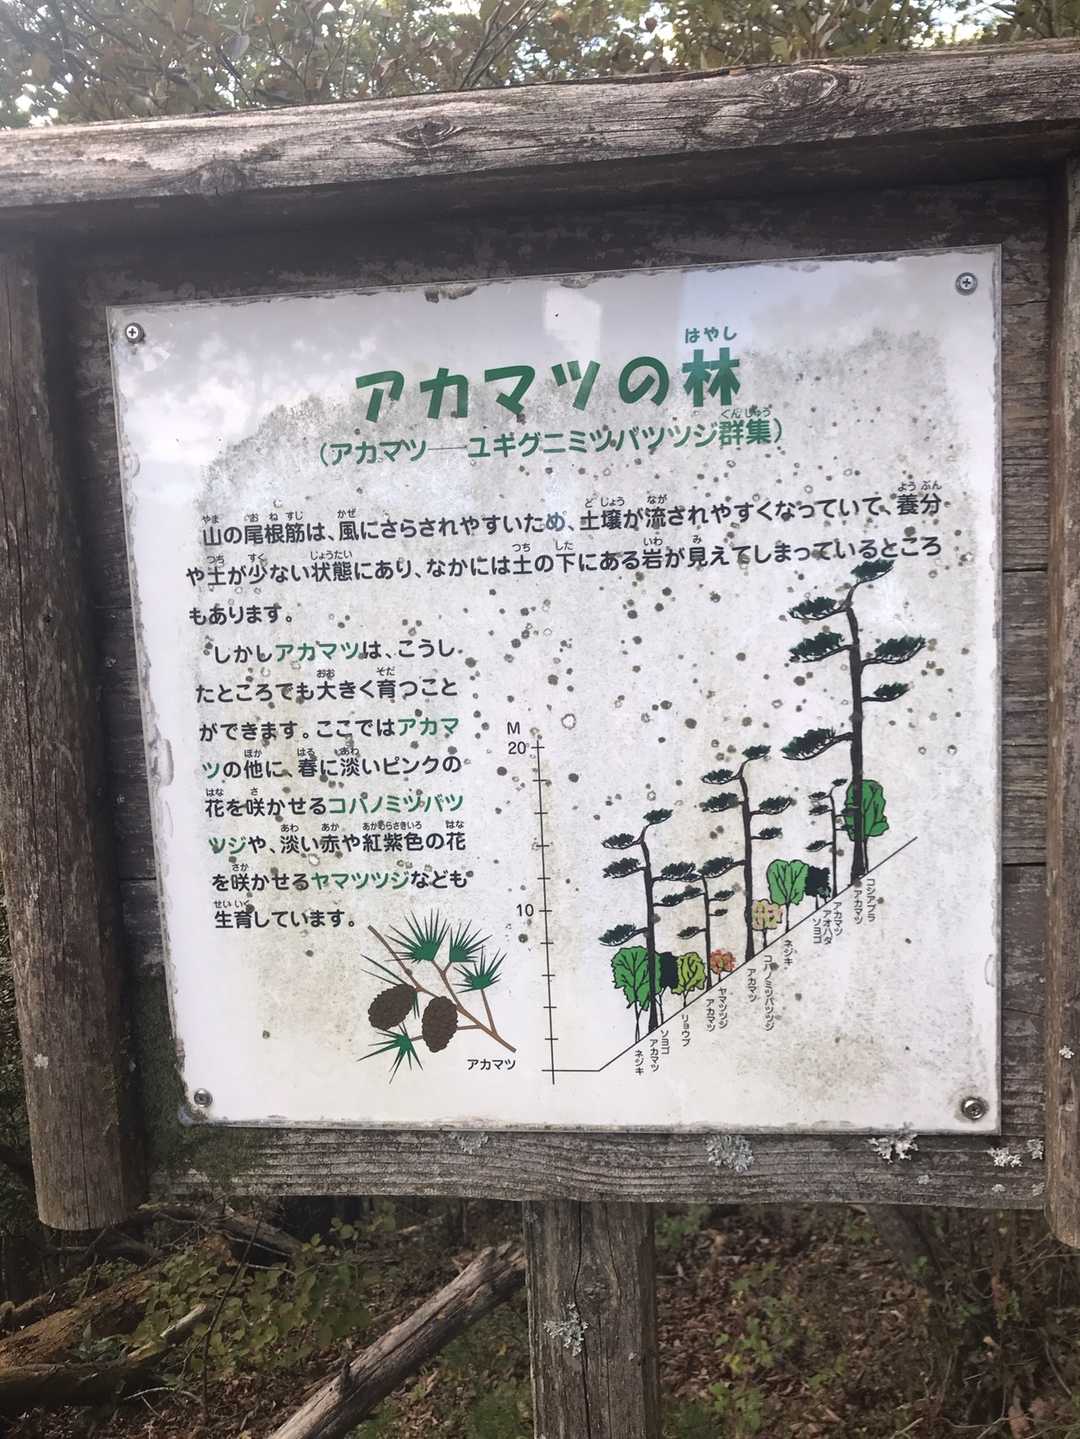 アカマツの林
はやし
（アカマツ──ユキグニミツバツツジ群集）
ぐんしゅう
山の尾根筋は、風にさらされやすいため、土壌が流されやすくなっていて、養分
や土が少ない状態にあり、なかには土の下にある岩が見えてしまっているところ
もあります。
しかしアカマツは、こうし
たところでも大きく育つこと
ができます。ここではアカマ
ツの他に、春に淡いピンクの
花を咲かせるコバノミツバツ
ツジや、淡い赤や紅紫色の花
を咲かせるヤマツツジなども
生育しています。
アカマツ
M
20
10
ネジキ
アカマツ
ソヨゴ
リョウブ
アカマツ
ヤマツツジ
アカマツ
コバノミツバツツジ
ネジキ
ソヨゴ
アオハダ
アカマツ
アカマツ
コシアブラ